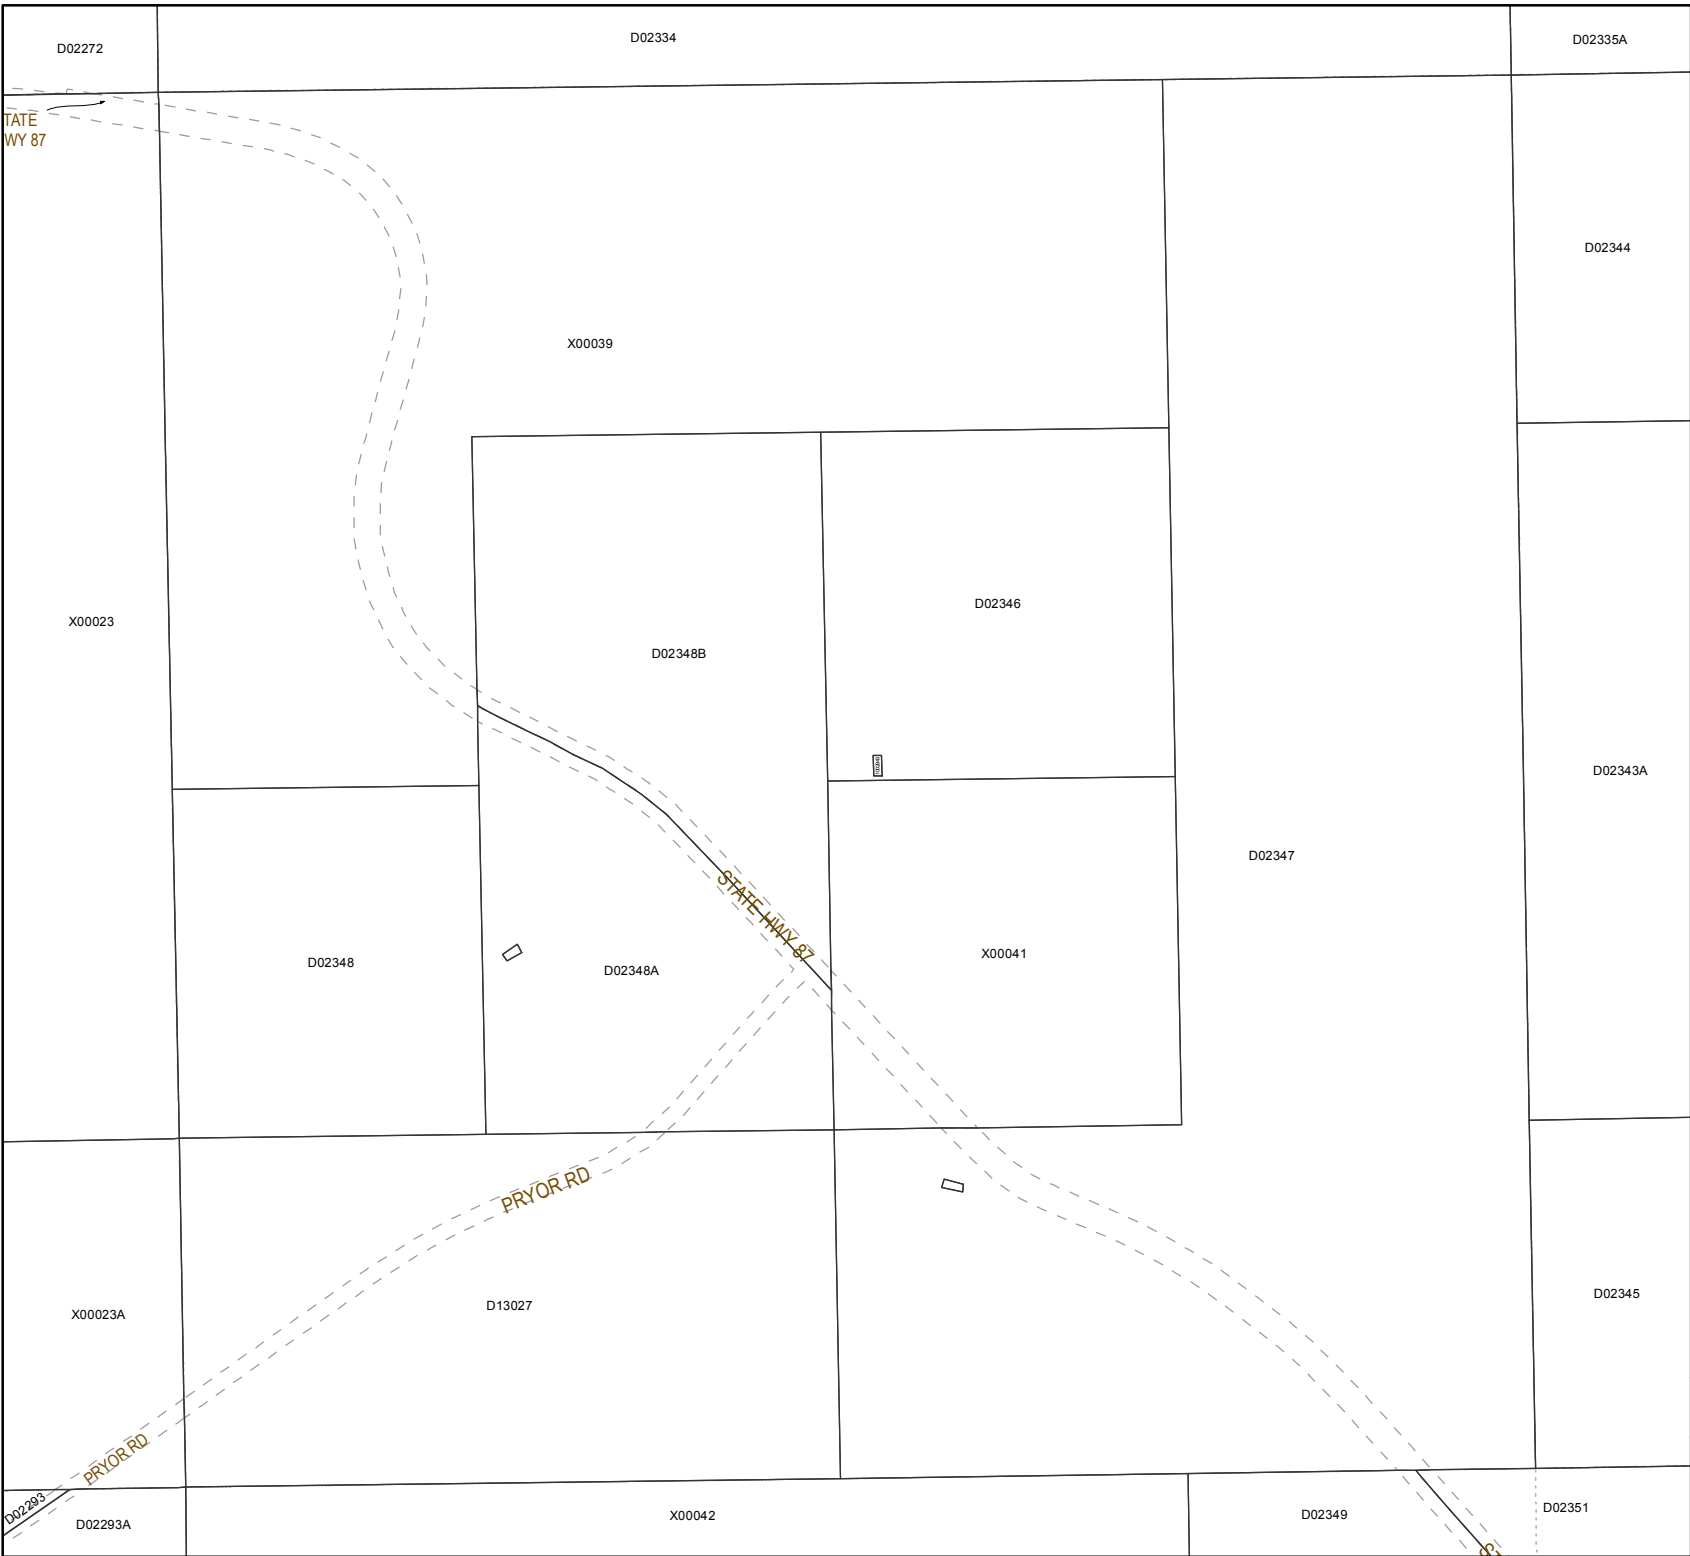 D02272
D02334
D02335A
TATE
WY 87
D02344
X00039
D02346
X00023
D02348B
D02343A
D02347
STATE HWY 87
X00041
D02348
D02348A
PRYOR RD
D02345
D13027
X00023A
PRYOR RD
D02293
D02351
D02349
X00042
D02293A